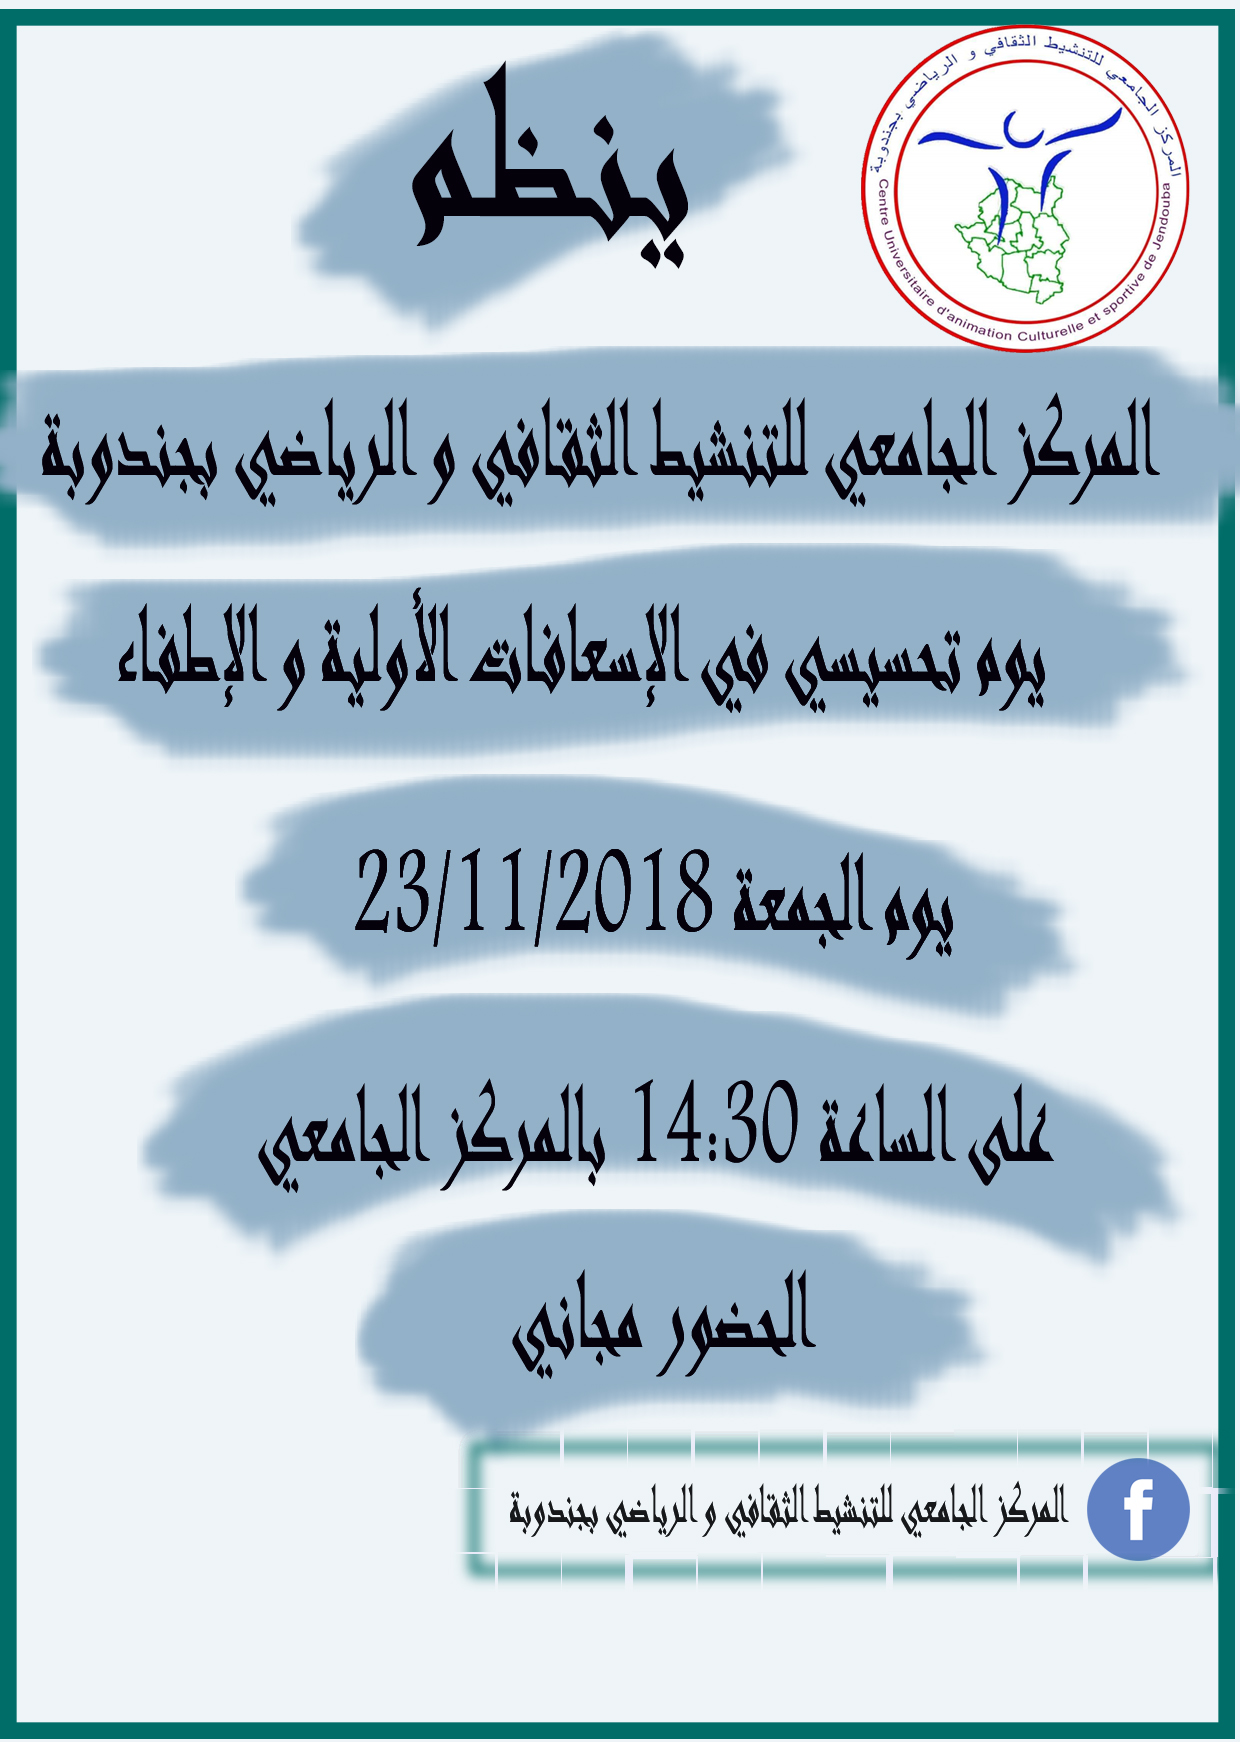 المركز الجامعي للتنشيط الثقافي و الرياضي بجندوبة
Centre Universitaire d'animation Culturelle et sportive de Jendouba
ينظم
المركز الجامعي للتنشيط الثقافي و الرياضي بجندوبة
يوم تحسيسي في الإسعافات الأولية و الإطفاء
يوم الجمعة 23/11/2018
على الساعة 14:30 بالمركز الجامعي
الحضور مجاني
المركز الجامعي للتنشيط الثقافي و الرياضي بجندوبة